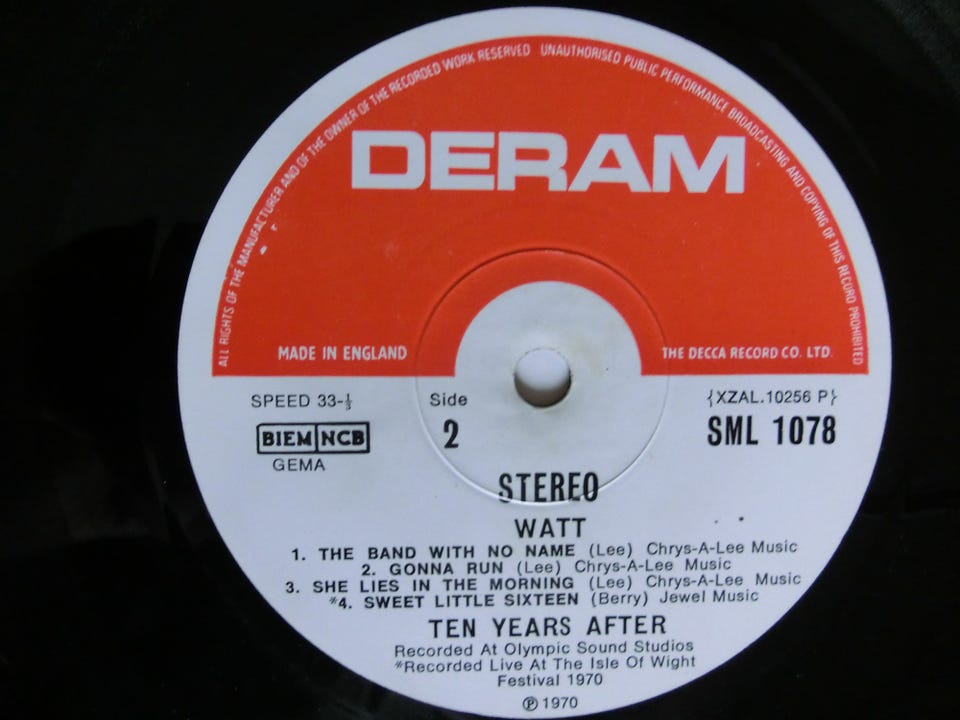 ALL RIGHTS OF THE MANUFACTURER AND OF THE OWNER OF THE RECORDED WORK RESERVED UNAUTHORISED PUBLIC PERFORMANCE BROADCASTING AND COPYING OF THIS RECORD PROHIBITED
DERAM
MADE IN ENGLAND THE DECCA RECORD CO. LTD.
SPEED 33-⅓ Side {XZAL.10256 P}
BIEM NCB 2 SML 1078
GEMA
STEREO
WATT
1. THE BAND WITH NO NAME (Lee) Chrys-A-Lee Music
2. GONNA RUN (Lee) Chrys-A-Lee Music
3. SHE LIES IN THE MORNING (Lee) Chrys-A-Lee Music
*4. SWEET LITTLE SIXTEEN (Berry) Jewel Music
TEN YEARS AFTER
Recorded At Olympic Sound Studios
*Recorded Live At The Isle Of Wight
Festival 1970
℗ 1970